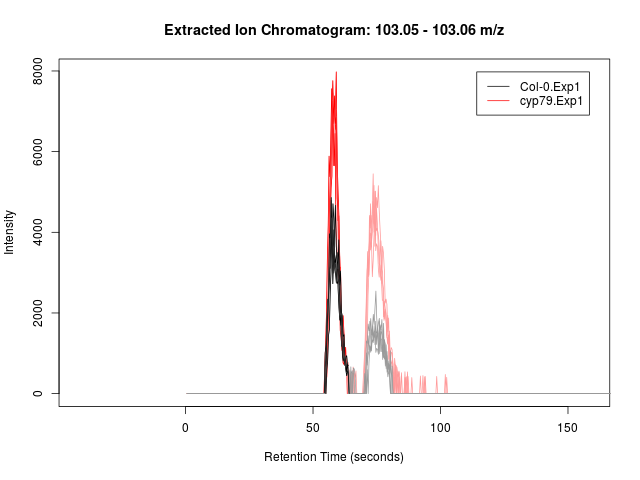 Extracted Ion Chromatogram: 103.05 - 103.06 m/z
Col-0.Exp1
cyp79.Exp1
Intensity
8000
6000
4000
2000
0
0
50
100
150
Retention Time (seconds)